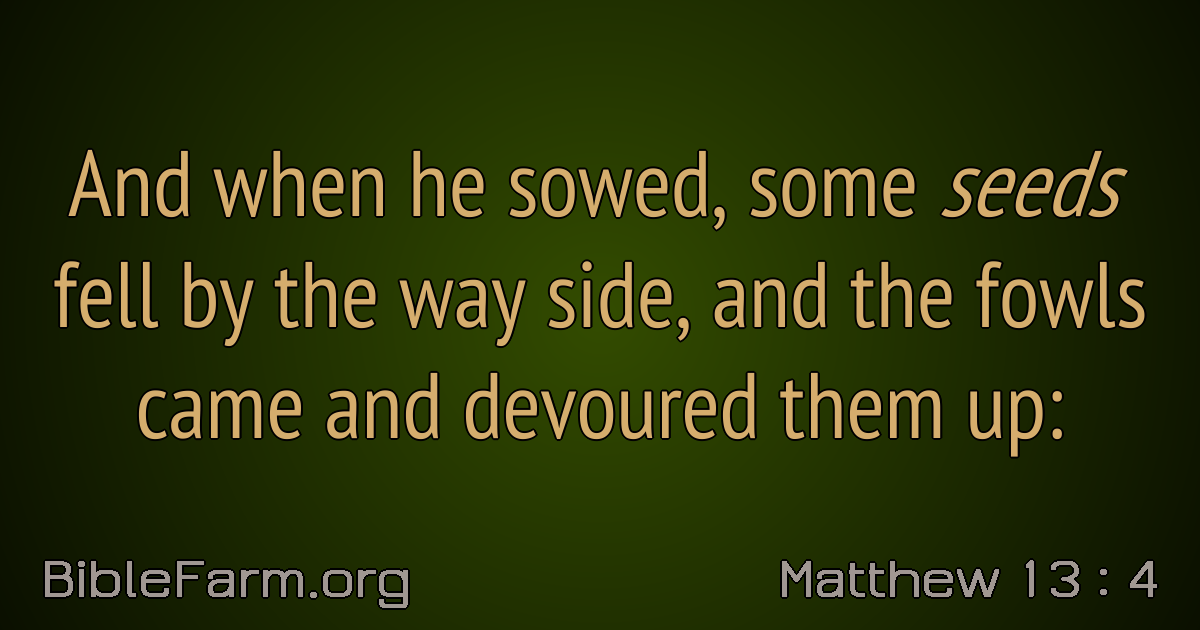 And when he sowed, some seeds
fell by the way side, and the fowls
came and devoured them up:
BibleFarm.org
Matthew 13 : 4